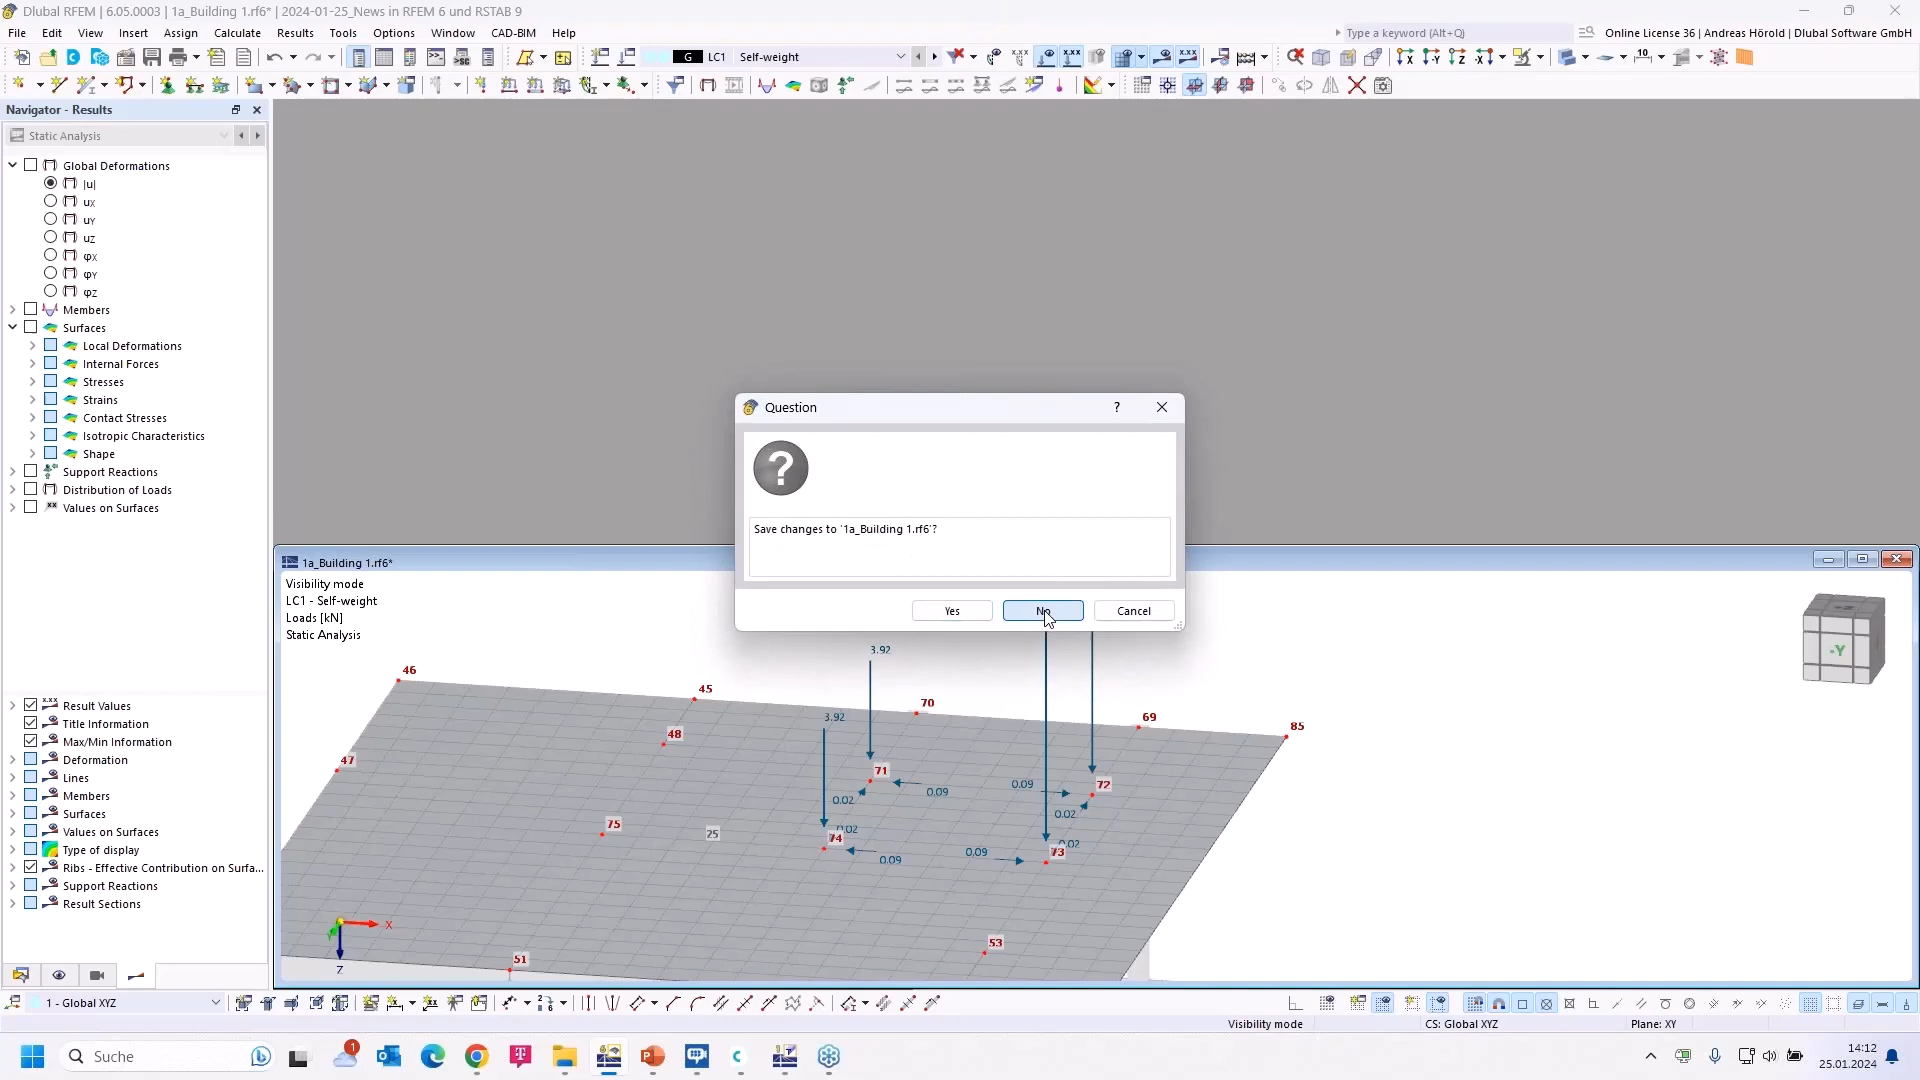 Dlubal RFEM | 6.05.0003 | 1a_Building 1.rf6* | 2024-01-25_News in RFEM 6 und RSTAB 9
File Edit View Insert Assign Calculate Results Tools Options Window CAD-BIM Help
Type a keyword (Alt+Q)
Online License 36 | Andreas Hörold | Dlubal Software GmbH
G LC1 Self-weight
Navigator - Results
Static Analysis
Global Deformations
|u|
uX
uY
uZ
φX
φY
φZ
Members
Surfaces
Local Deformations
Internal Forces
Stresses
Strains
Contact Stresses
Isotropic Characteristics
Shape
Support Reactions
Distribution of Loads
Values on Surfaces
Result Values
Title Information
Max/Min Information
Deformation
Lines
Members
Surfaces
Values on Surfaces
Type of display
Ribs - Effective Contribution on Surfa...
Support Reactions
Result Sections
Question
?
Save changes to '1a_Building 1.rf6'?
Yes
No
Cancel
1a_Building 1.rf6*
Visibility mode
LC1 - Self-weight
Loads [kN]
Static Analysis
-Z
-Y
3.92
46
45
70
69
85
3.92
48
47
71
72
0.09
0.09
0.02
0.02
75
25
74
0.02
73
0.02
0.09
0.09
53
51
X
Z
1 - Global XYZ
Visibility mode
CS: Global XYZ
Plane: XY
Suche
1
14:12
25.01.2024